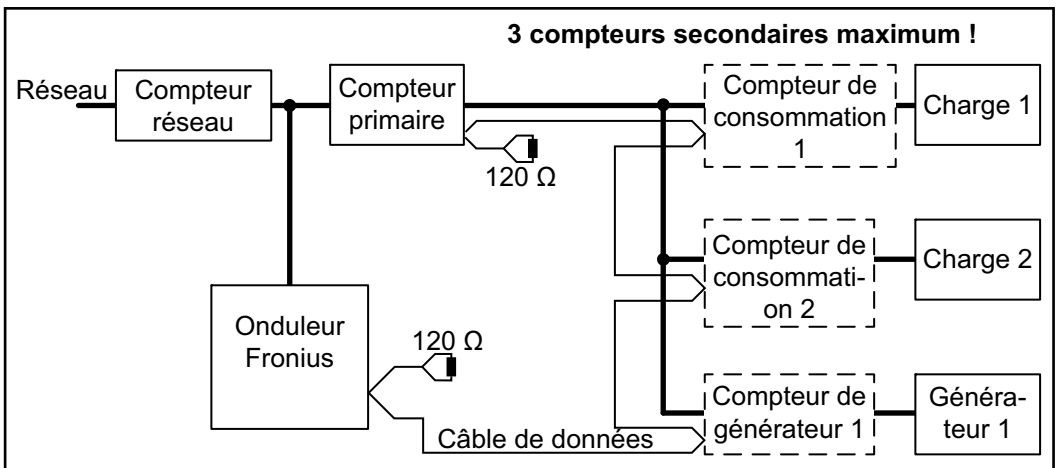 3 compteurs secondaires maximum !
Réseau
Compteur
réseau
Compteur
primaire
Compteur de
consommation
1
Charge 1
120 Ω
Compteur de
consommati-
on 2
Charge 2
Onduleur
Fronius
120 Ω
Compteur de
générateur 1
Généra-
teur 1
Câble de données